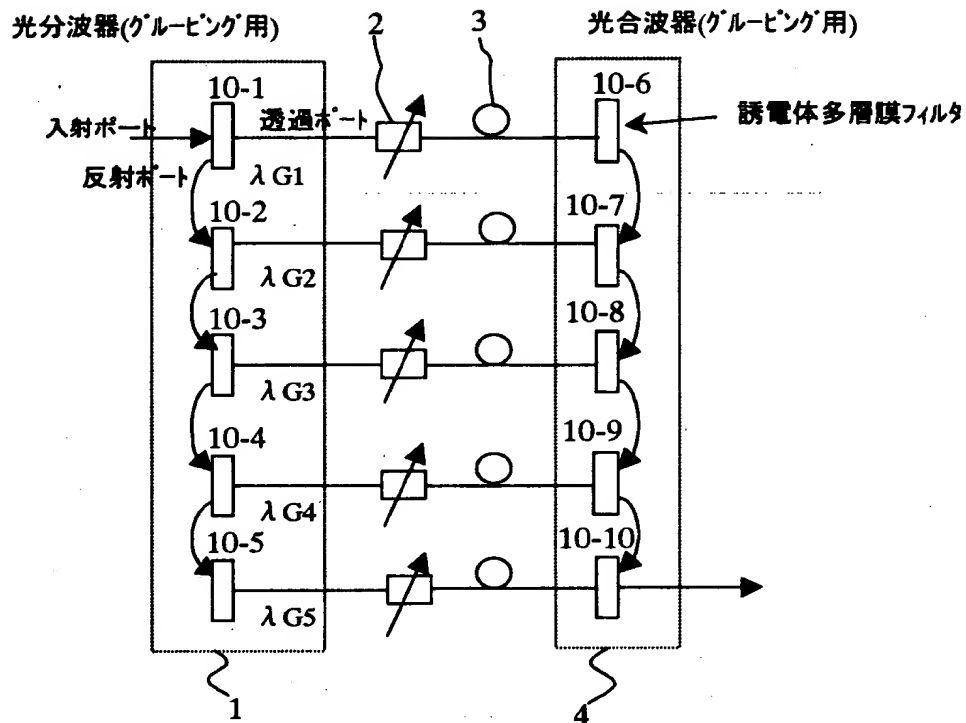 光分波器(グルーピング用)
2
3
光合波器(グルーピング用)
10-1
10-6
入射ポート
透過ポート
誘電体多層膜フィルタ
反射ポート
λG1
10-2
10-7
λG2
10-3
10-8
λG3
10-4
10-9
λG4
10-5
10-10
λG5
1
4